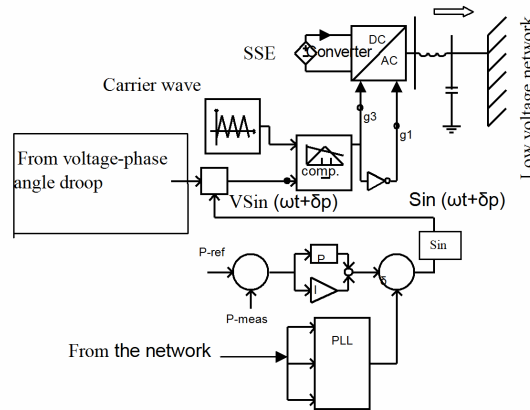 DC
AC
SSE
Converter
Carrier wave
Low voltage network
g3
g1
comp.
From voltage-phase
angle droop
VSin (ωt+δp)
Sin (ωt+δp)
Sin
P-ref
P
I
δ
P-meas
From the network
PLL